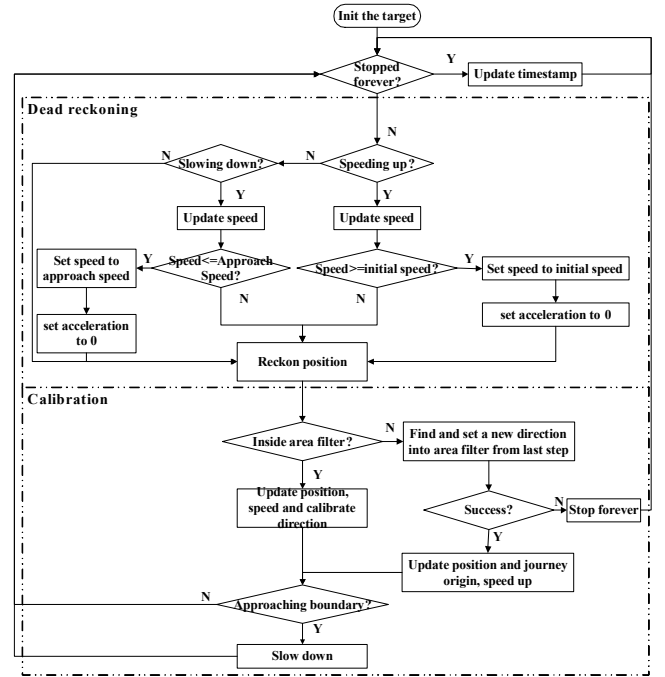 Init the target
Stopped
forever?
Y
Update timestamp
Dead reckoning
N
N
Slowing down?
N
Speeding up?
Y
Y
Update speed
Update speed
Set speed to
approach speed
Y
Speed<=Approach
Speed?
Speed>=initial speed?
Y
Set speed to initial speed
N
N
set acceleration
to 0
set acceleration to 0
Reckon position
Calibration
Inside area filter?
N
Find and set a new direction
into area filter from last step
Y
Update position,
speed and calibrate
direction
Success?
N
Stop forever
Y
Update position and journey
origin, speed up
N
Approaching boundary?
Y
Slow down